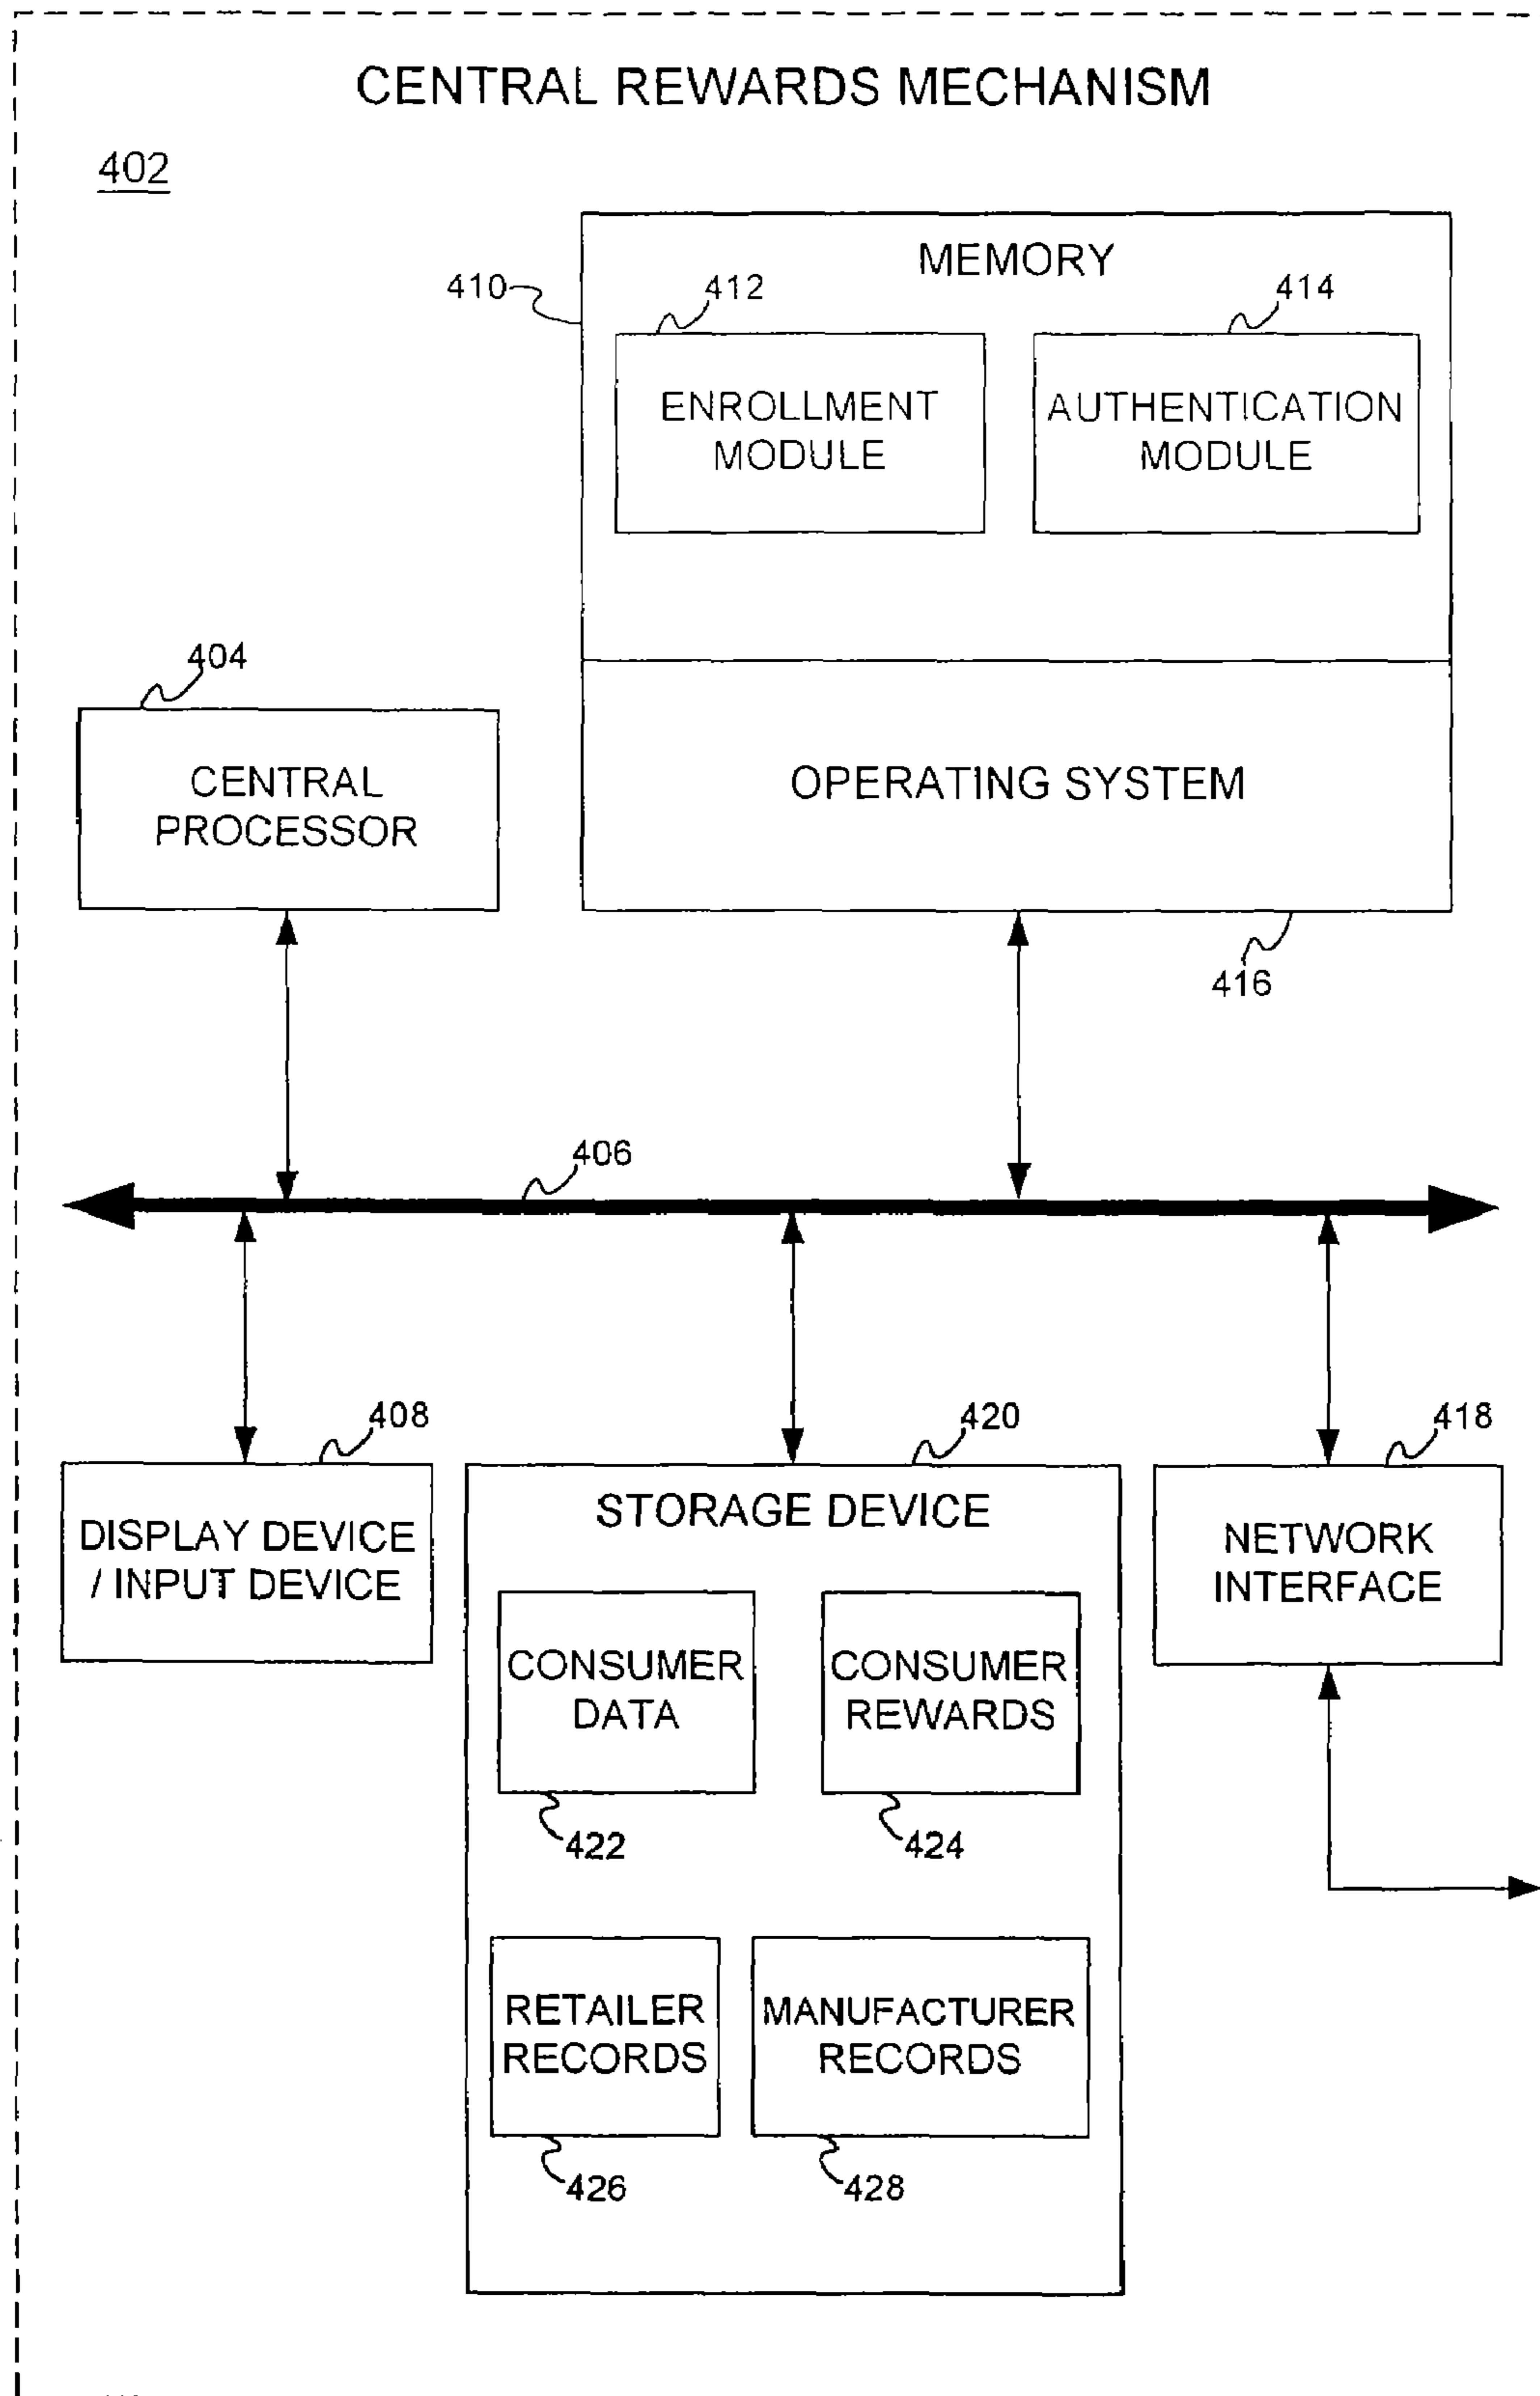 CENTRAL REWARDS MECHANISM
402
MEMORY
410
412
414
ENROLLMENT
MODULE
AUTHENTICATION
MODULE
404
CENTRAL
PROCESSOR
OPERATING SYSTEM
416
406
408
420
418
DISPLAY DEVICE
/ INPUT DEVICE
STORAGE DEVICE
NETWORK
INTERFACE
CONSUMER
DATA
CONSUMER
REWARDS
422
424
RETAILER
RECORDS
MANUFACTURER
RECORDS
426
428